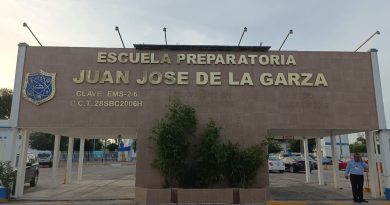 ESCUELA PREPARATORIA
JUAN JOSE DE LA GARZA
CLAVE: EMS-2-6
C.C.T. 28SBC2006H